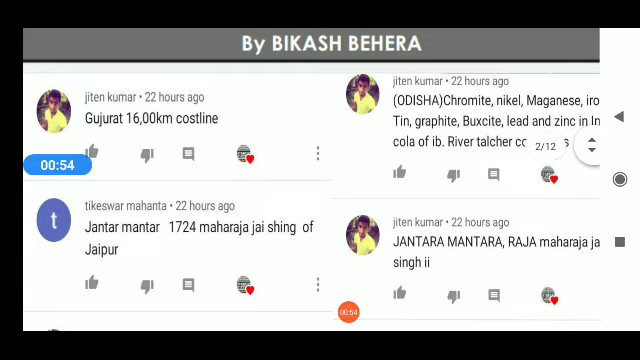 By BIKASH BEHERA
jiten kumar • 22 hours ago
Gujurat 16,00km costline
00:54
tikeswar mahanta • 22 hours ago
t
Jantar mantar 1724 maharaja jai shing of
Jaipur
jiten kumar • 22 hours ago
(ODISHA)Chromite, nikel, Maganese, iro
Tin, graphite, Buxcite, lead and zinc in In
cola of ib. River talcher
2/12
jiten kumar • 22 hours ago
JANTARA MANTARA, RAJA maharaja ja
singh ii
00:54